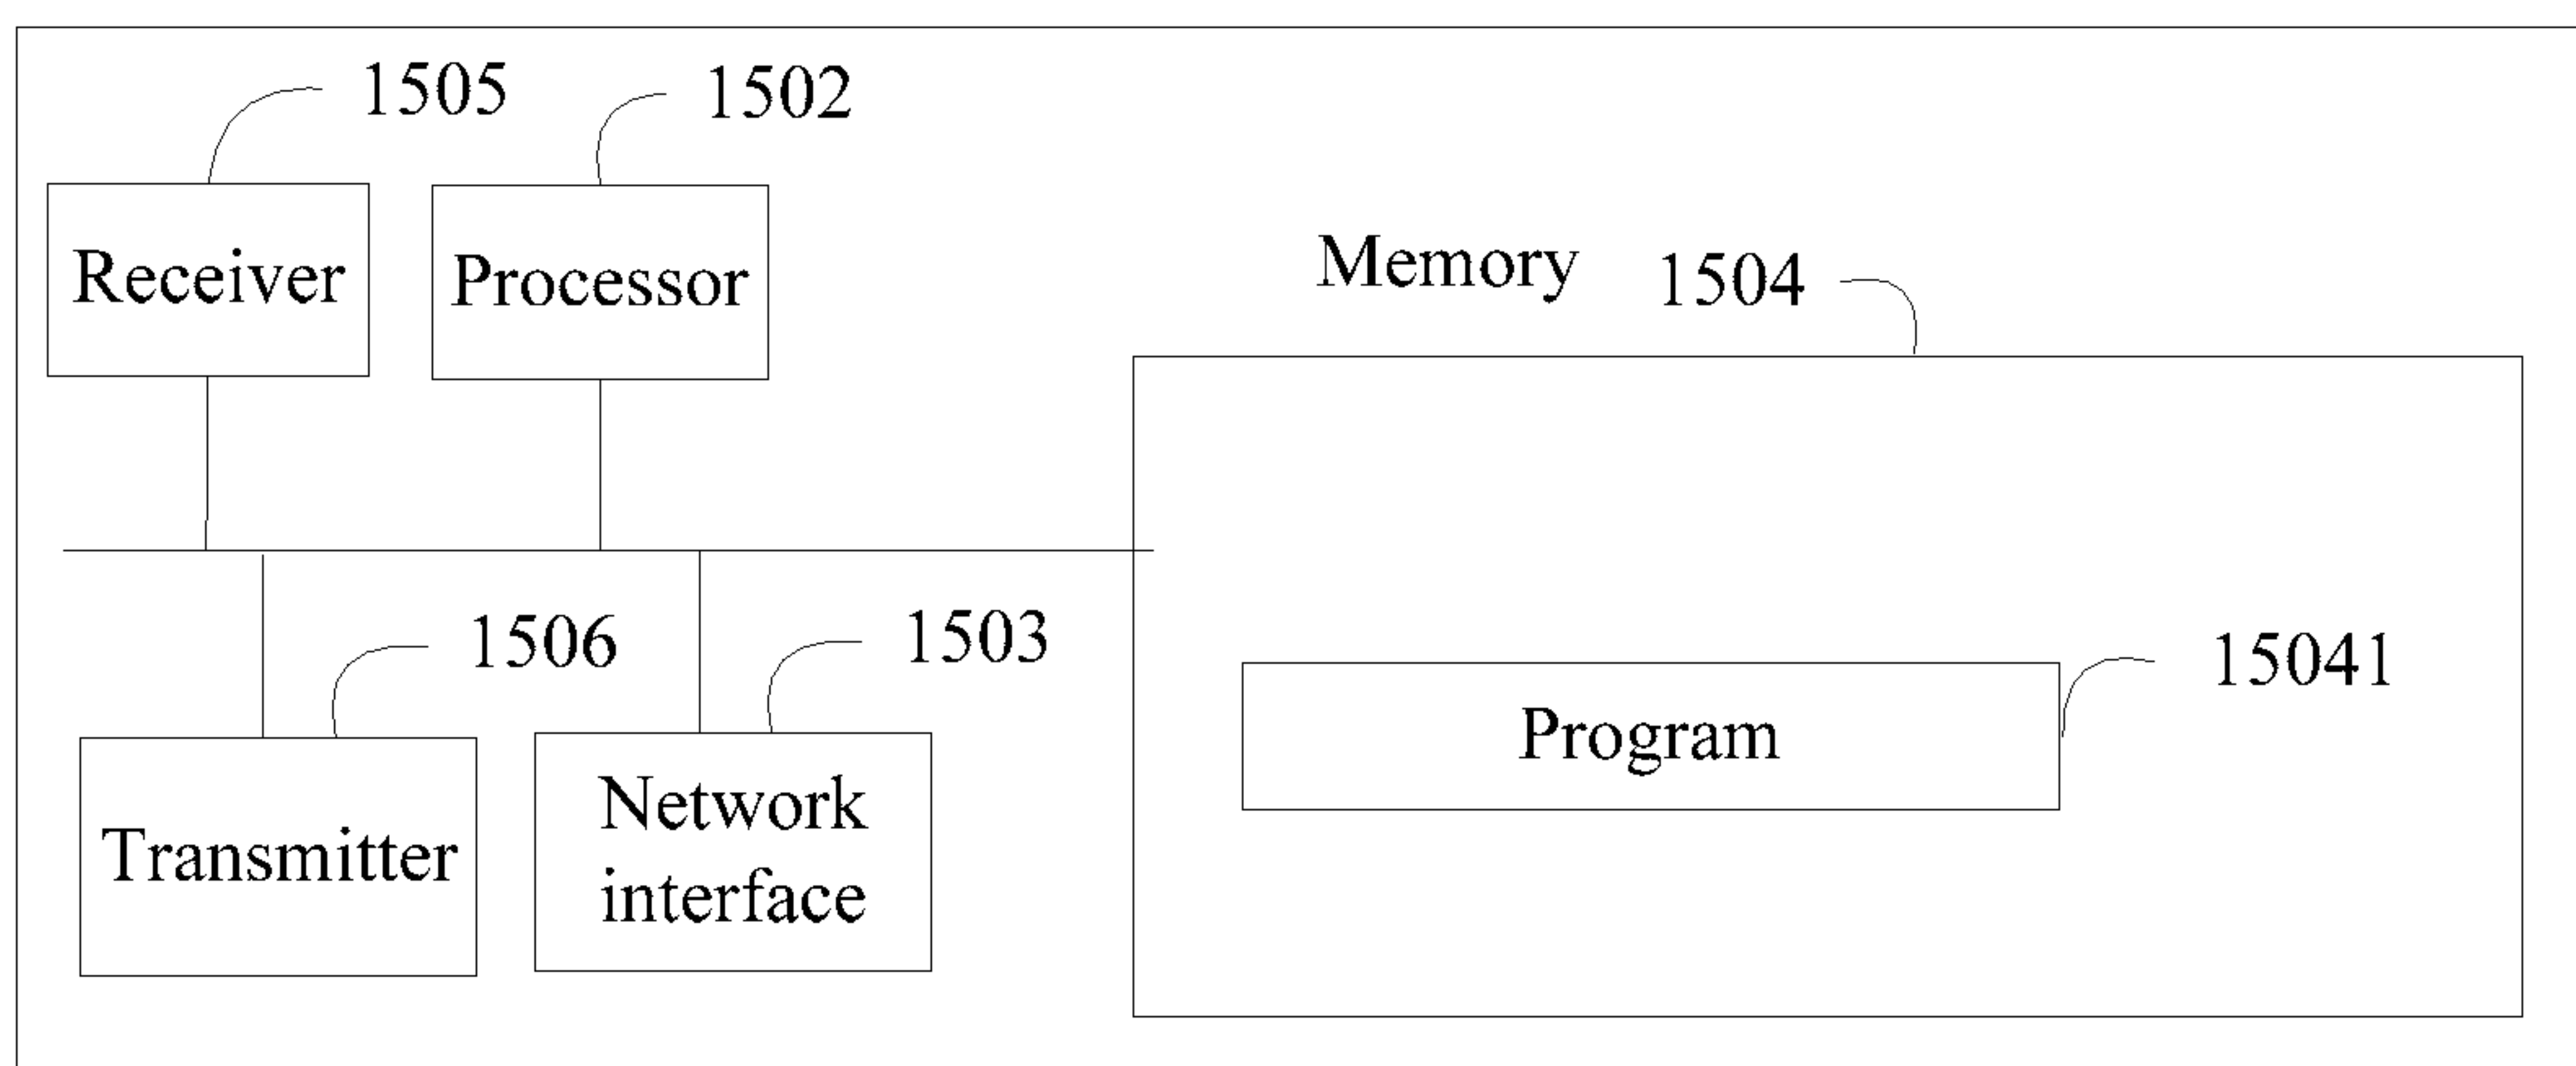 1505
1502
Receiver
Processor
Memory
1504
1506
1503
15041
Program
Transmitter
Network
interface